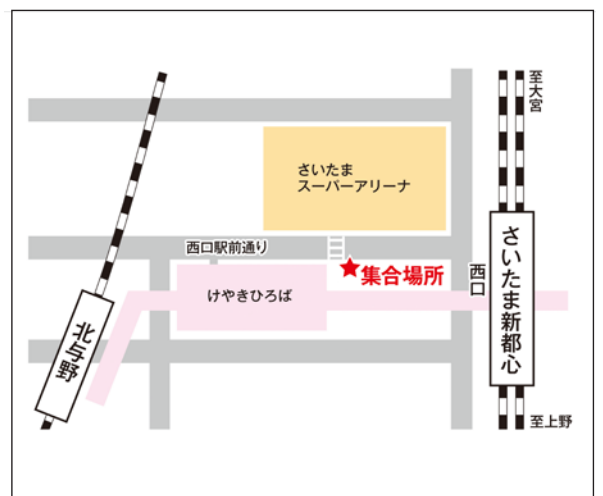 至大宮
さいたま
スーパーアリーナ
西口駅前通り
集合場所
西口
けやきひろば
さいたま新都心
北与野
至上野